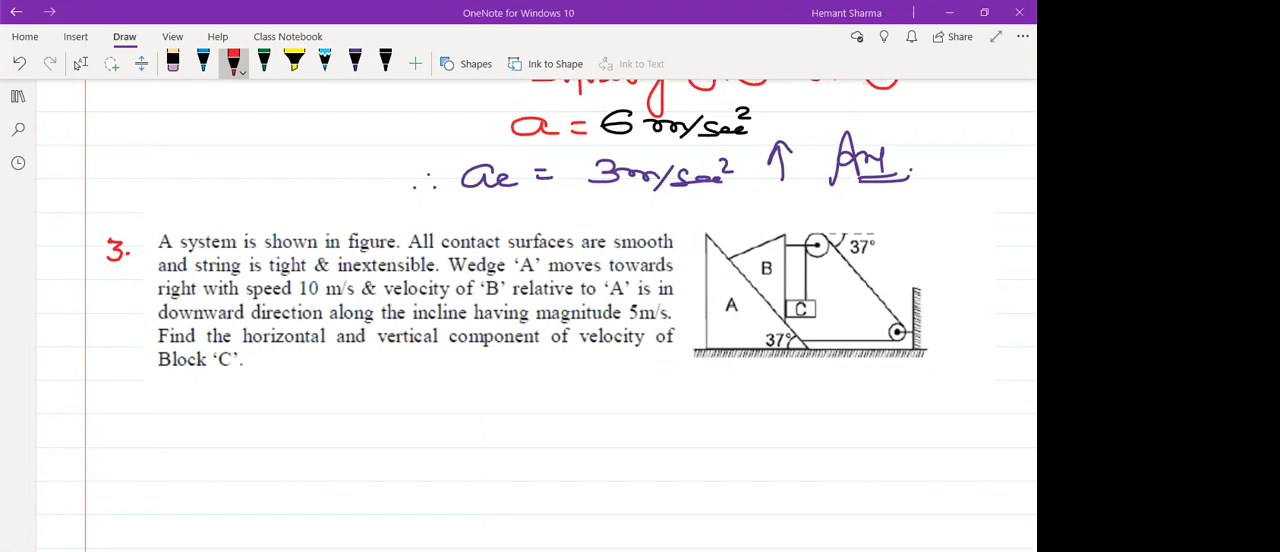 OneNote for Windows 10
Hemant Sharma
Home Insert Draw View Help Class Notebook
Share
Shapes Ink to Shape Ink to Text
a = 6 m/sec²
∴ ac = 3m/sec² ↑ Ans.
3.
A system is shown in figure. All contact surfaces are smooth
and string is tight & inextensible. Wedge ‘A’ moves towards
right with speed 10 m/s & velocity of ‘B’ relative to ‘A’ is in
downward direction along the incline having magnitude 5m/s.
Find the horizontal and vertical component of velocity of
Block ‘C’.
37°
B
A
C
37°